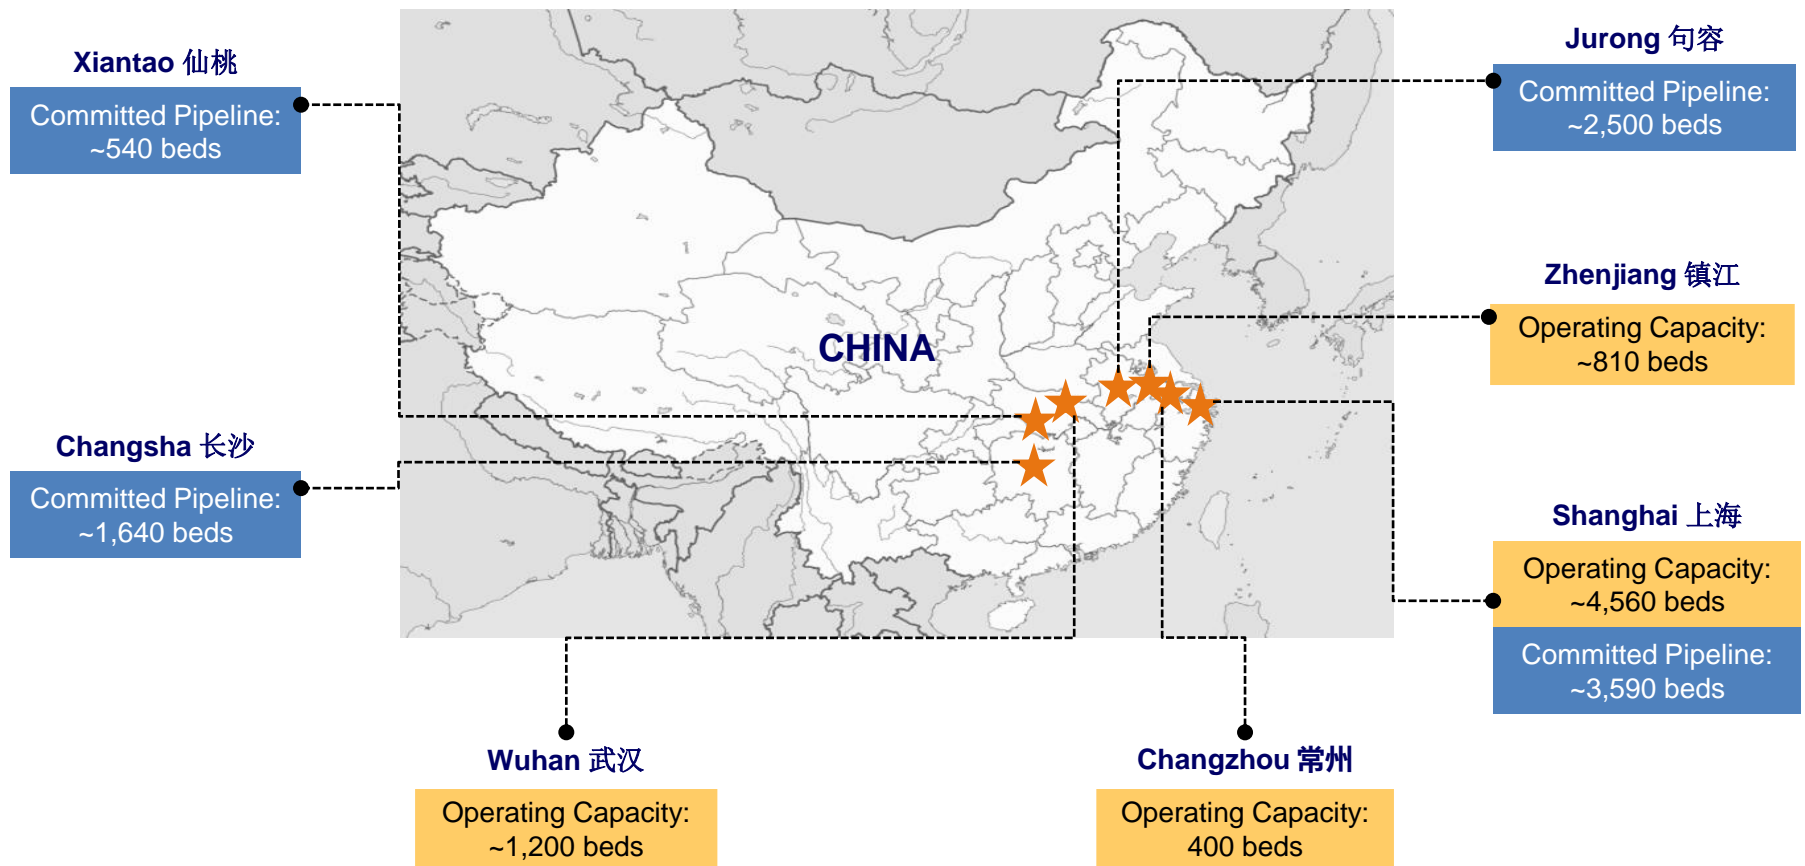 Xiantao 仙桃
Committed Pipeline:
~540 beds
Changsha 长沙
Committed Pipeline:
~1,640 beds
CHINA
Jurong 句容
Committed Pipeline:
~2,500 beds
Zhenjiang 镇江
Operating Capacity:
~810 beds
Shanghai 上海
Operating Capacity:
~4,560 beds
Committed Pipeline:
~3,590 beds
Wuhan 武汉
Operating Capacity:
~1,200 beds
Changzhou 常州
Operating Capacity:
400 beds